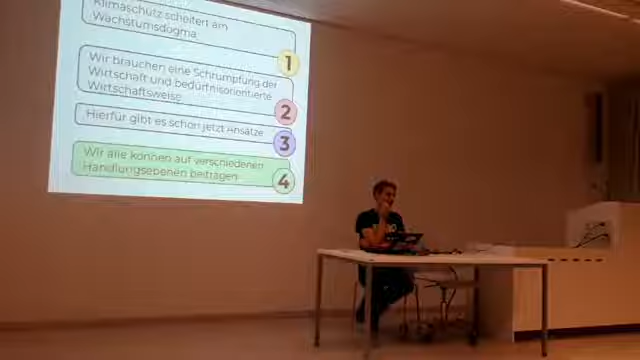 Klimaschutz scheitert am
Wachstumsdogma
1
Wir brauchen eine Schrumpfung der
Wirtschaft und bedürfnisorientierte
Wirtschaftsweise
2
Hierfür gibt es schon jetzt Ansätze
3
Wir alle können auf verschiedenen
Handlungsebenen beitragen
4